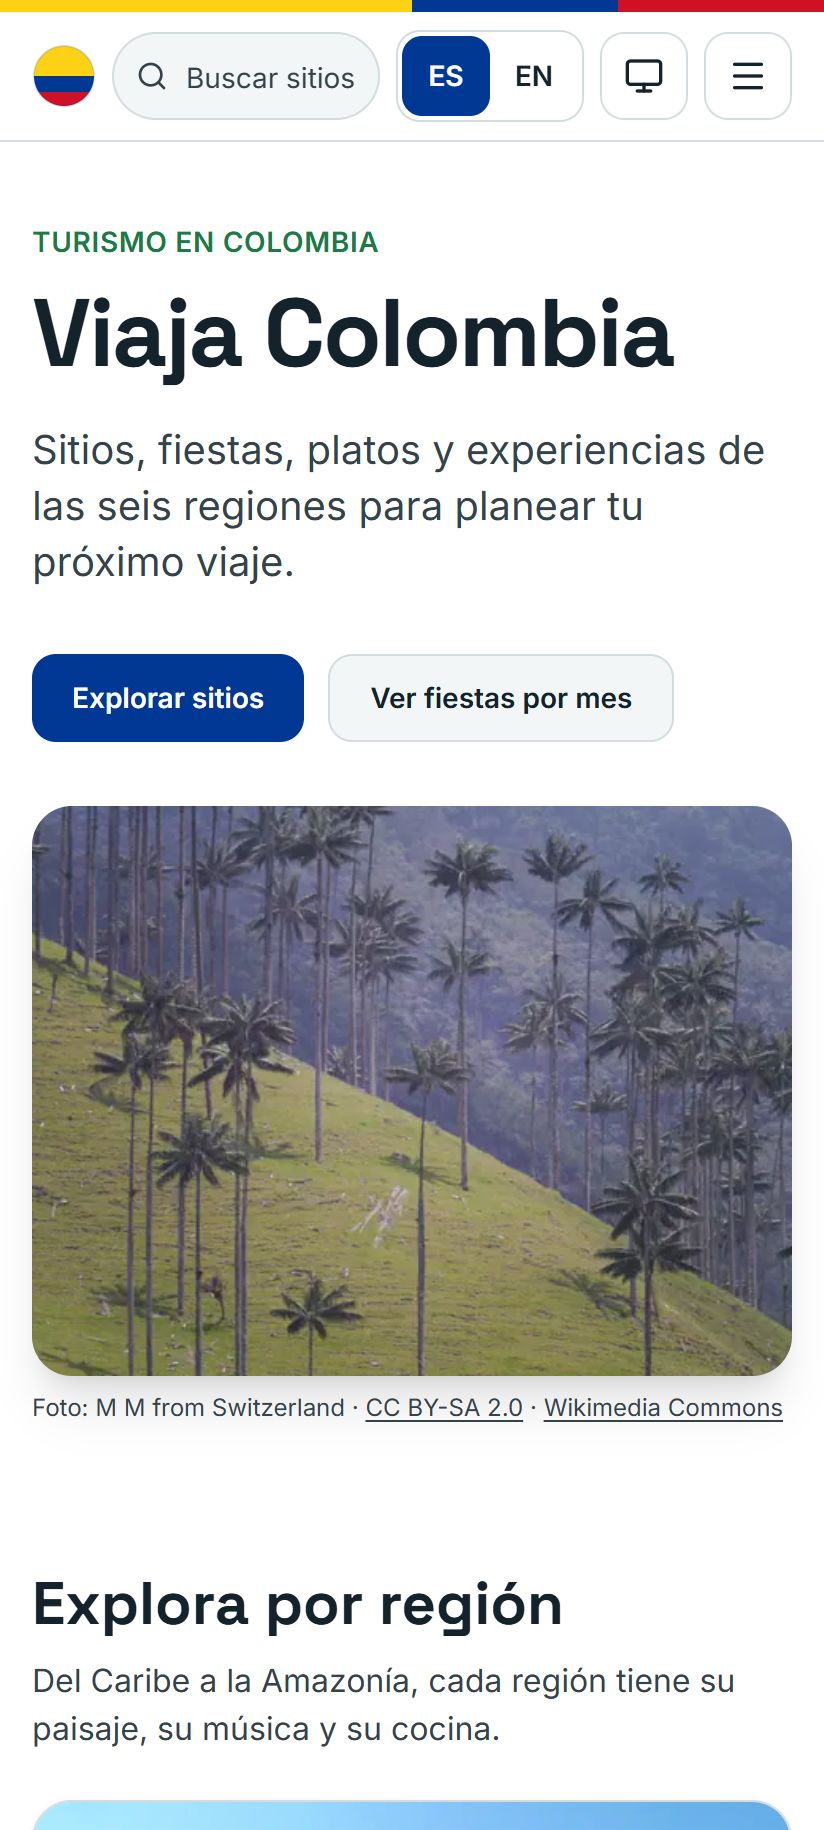 Buscar sitios
ES
EN
TURISMO EN COLOMBIA
Viaja Colombia
Sitios, fiestas, platos y experiencias de
las seis regiones para planear tu
próximo viaje.
Explorar sitios
Ver fiestas por mes
Foto: M M from Switzerland · CC BY-SA 2.0 · Wikimedia Commons
Explora por región
Del Caribe a la Amazonía, cada región tiene su
paisaje, su música y su cocina.